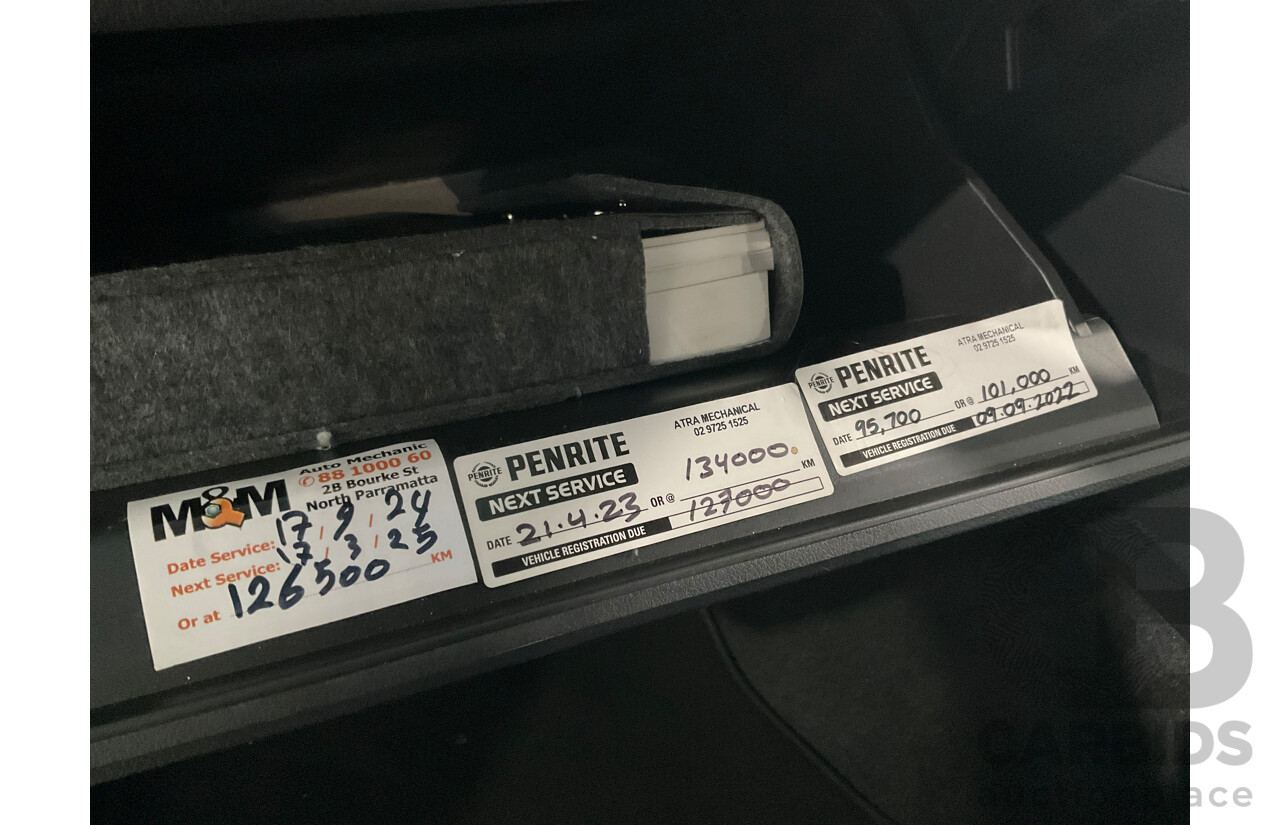 M&M
Auto Mechanic
88 1000 60
2B Bourke St
North Parramatta
Date Service: 17 / 9 / 24
Next Service: 17 / 3 / 25
Or at 126500 KM
PENRITE
PENRITE
ATRA MECHANICAL
02 9725 1525
NEXT SERVICE
134000. KM
DATE 21.4.23 OR @
VEHICLE REGISTRATION DUE 127000
PENRITE
PENRITE
ATRA MECHANICAL
02 9725 1525
NEXT SERVICE
DATE 95,700 OR @ 101,000 KM
VEHICLE REGISTRATION DUE 09.09.2022
CARBIDS